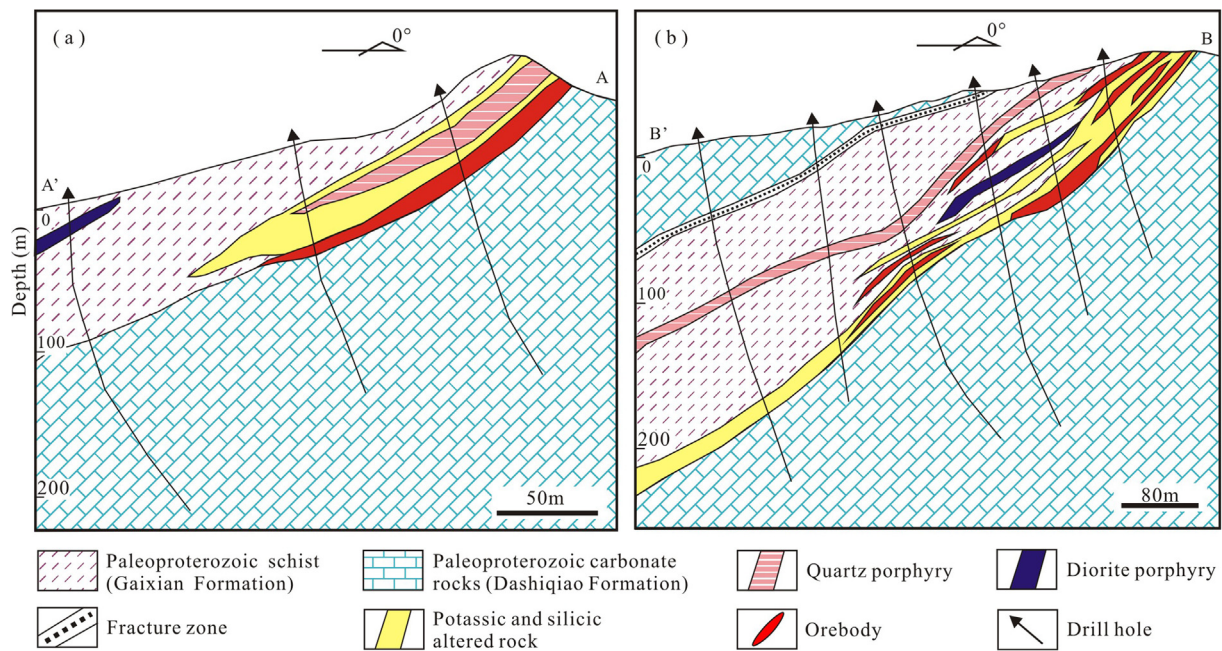 ( a )
0°
A
A’
0
100
200
Depth (m)
50m
( b )
0°
B
B’
0
100
200
80m
Paleoproterozoic schist
(Gaixian Formation)
Paleoproterozoic carbonate
rocks (Dashiqiao Formation)
Quartz porphyry
Diorite porphyry
Fracture zone
Potassic and silicic
altered rock
Orebody
Drill hole